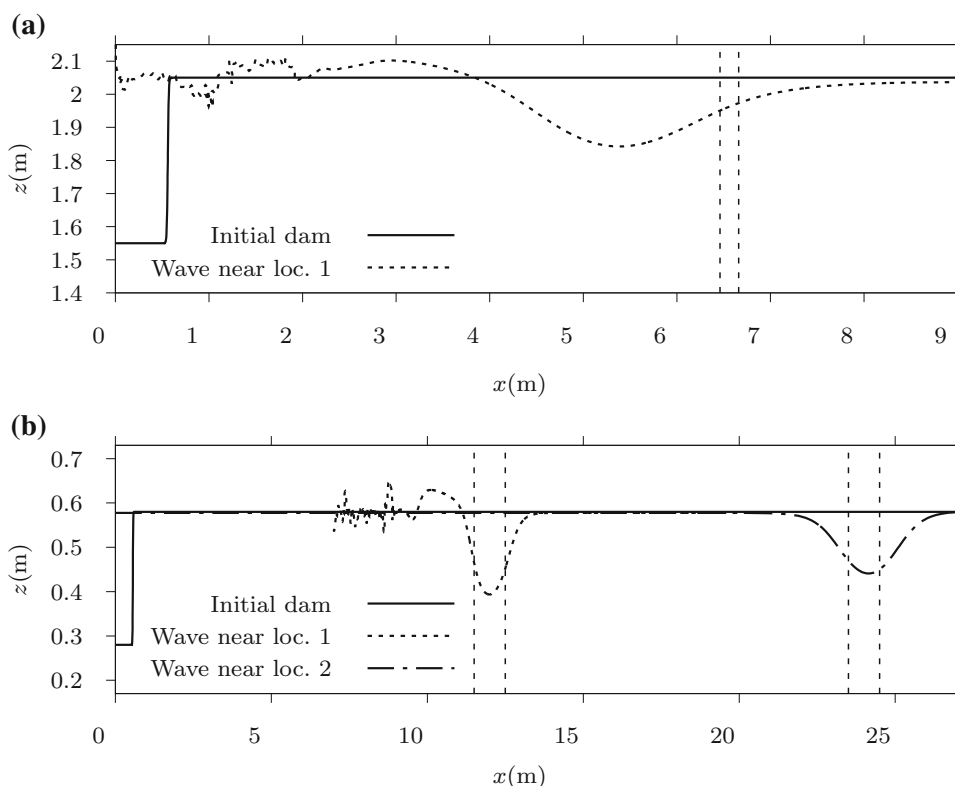 (a)
2.1
2
1.9
1.8
1.7
1.6
1.5
1.4
z(m)
Initial dam
Wave near loc. 1
0 1 2 3 4 5 6 7 8 9
x(m)
(b)
0.7
0.6
0.5
0.4
0.3
0.2
z(m)
Initial dam
Wave near loc. 1
Wave near loc. 2
0 5 10 15 20 25
x(m)